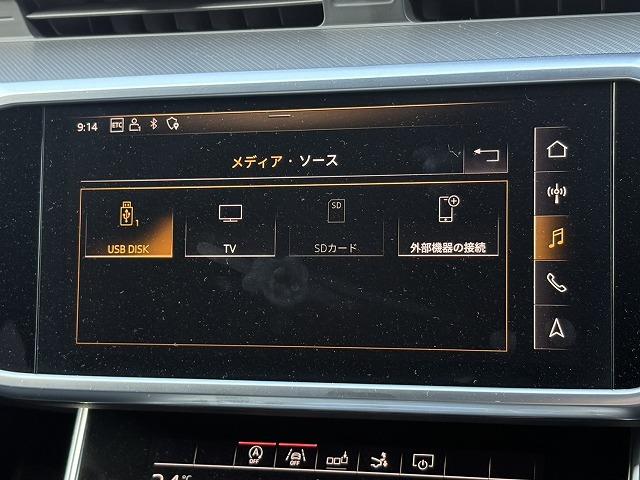 9:14 ETC 1
メディア・ソース
SD
1
USB DISK TV SDカード 外部機器の接続
A OFF OFF